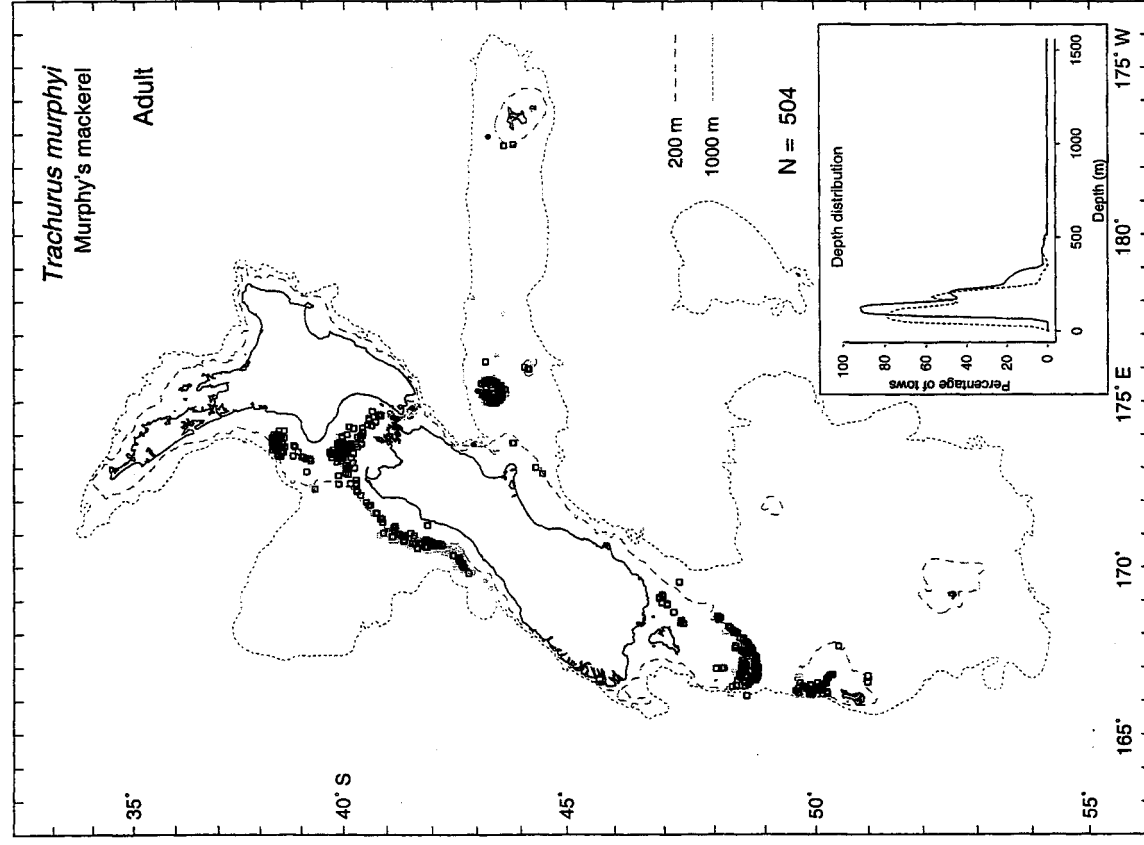 Trachurus murphyi
Murphy's mackerel
Adult
35°
40° S
45°
50°
55°
165°
170°
175° E
180°
175° W
200 m
1000 m
N = 504
Depth distribution
Percentage of tows
100
80
60
40
20
0
0
500
1000
1500
Depth (m)